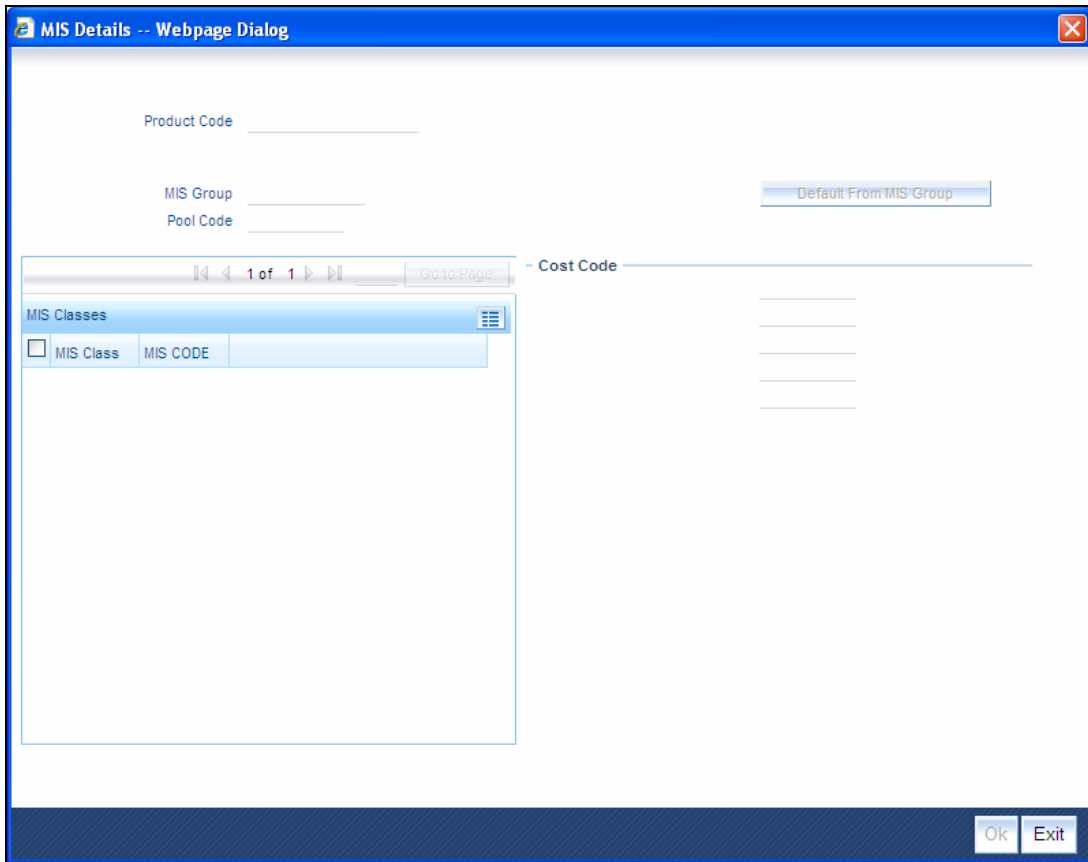 MIS Details -- Webpage Dialog
Product Code
MIS Group
Default From MIS Group
Pool Code
1 of 1
Go to Page
Cost Code
MIS Classes
MIS Class MIS CODE
Ok Exit